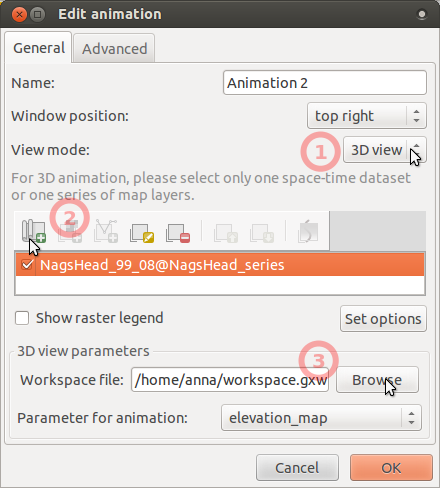 Edit animation
General
Advanced
Name:
Animation 2
Window position:
top right
View mode:
1
3D view
For 3D animation, please select only one space-time dataset
or one series of map layers.
2
NagsHead_99_08@NagsHead_series
Show raster legend
Set options
3D view parameters
3
Workspace file:
/home/anna/workspace.gxw
Browse
Parameter for animation:
elevation_map
Cancel
OK